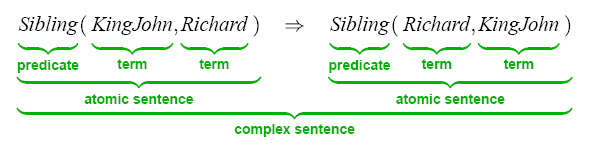 Sibling( KingJohn,Richard ) ⇒ Sibling( Richard,KingJohn )
predicate term term predicate term term
atomic sentence atomic sentence
complex sentence